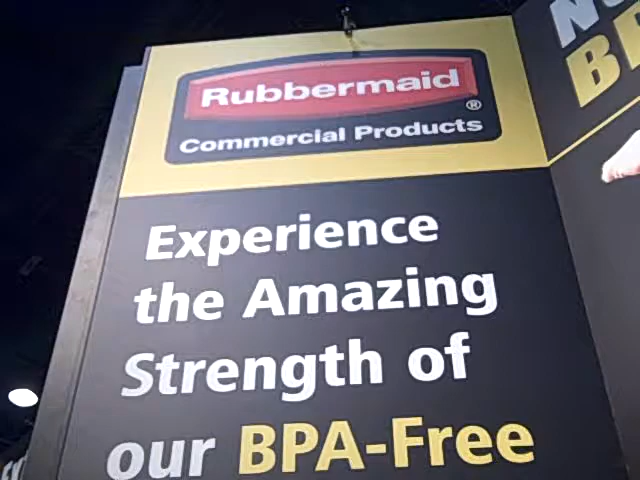 Rubbermaid®
Commercial Products
Experience
the Amazing
Strength of
our BPA-Free